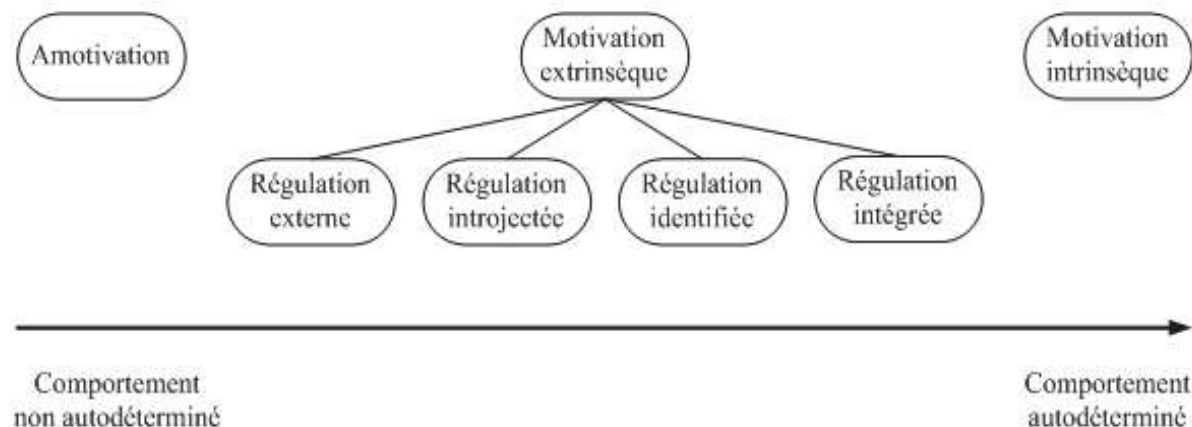 Amotivation
Motivation
extrinsèque
Motivation
intrinsèque
Régulation
externe
Régulation
introjectée
Régulation
identifiée
Régulation
intégrée
Comportement
non autodéterminé
Comportement
autodéterminé